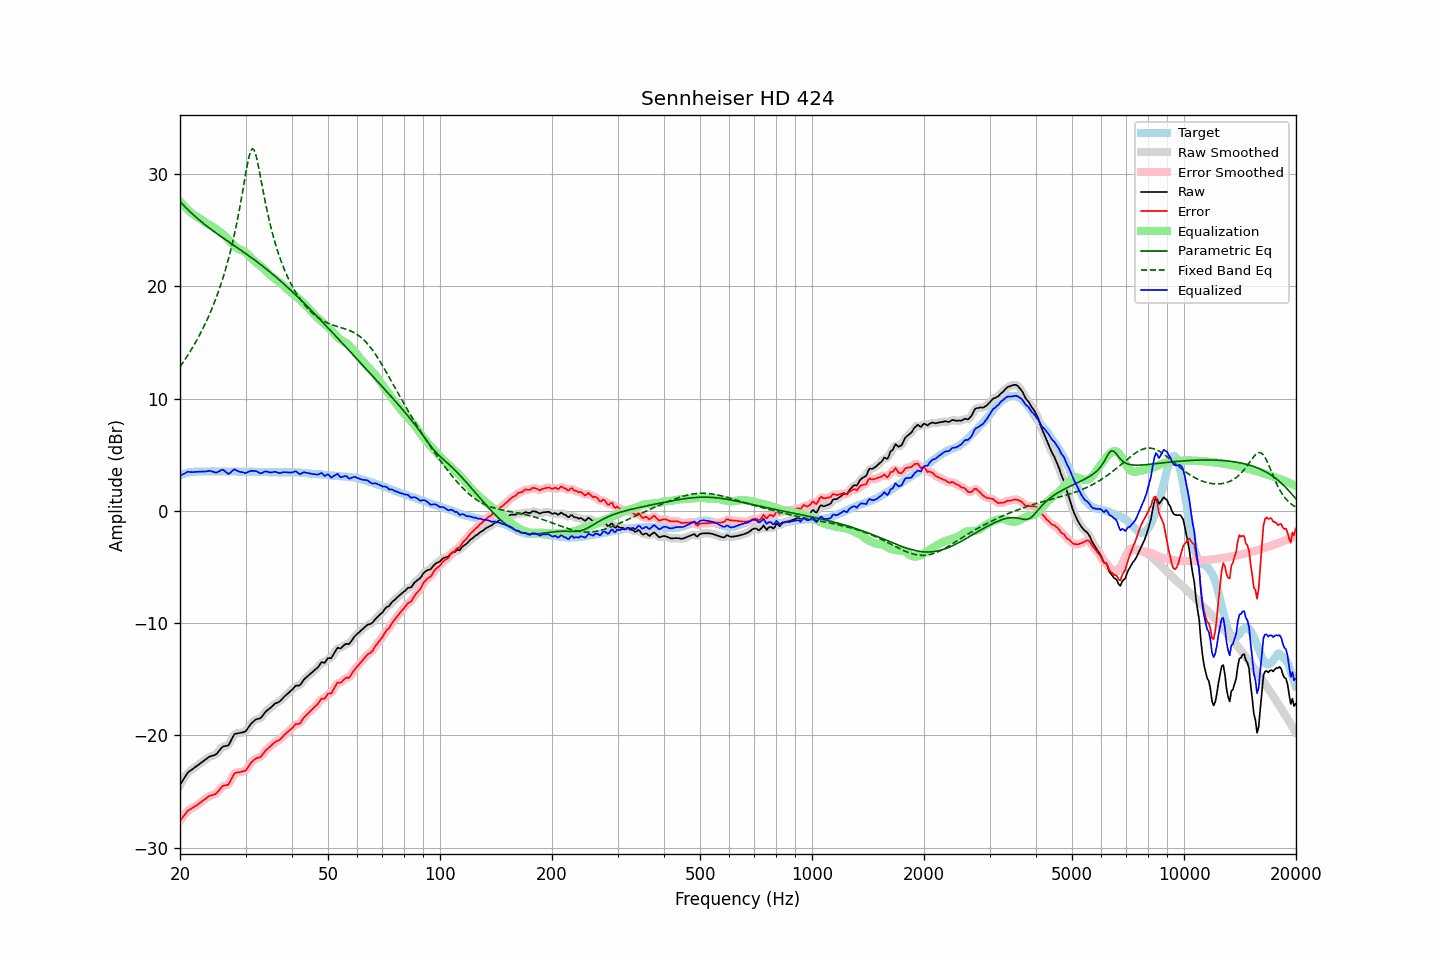 Sennheiser HD 424
Amplitude (dBr)
30
20
10
0
−10
−20
−30
Target
Raw Smoothed
Error Smoothed
Raw
Error
Equalization
Parametric Eq
Fixed Band Eq
Equalized
20 50 100 200 500 1000 2000 5000 10000 20000
Frequency (Hz)